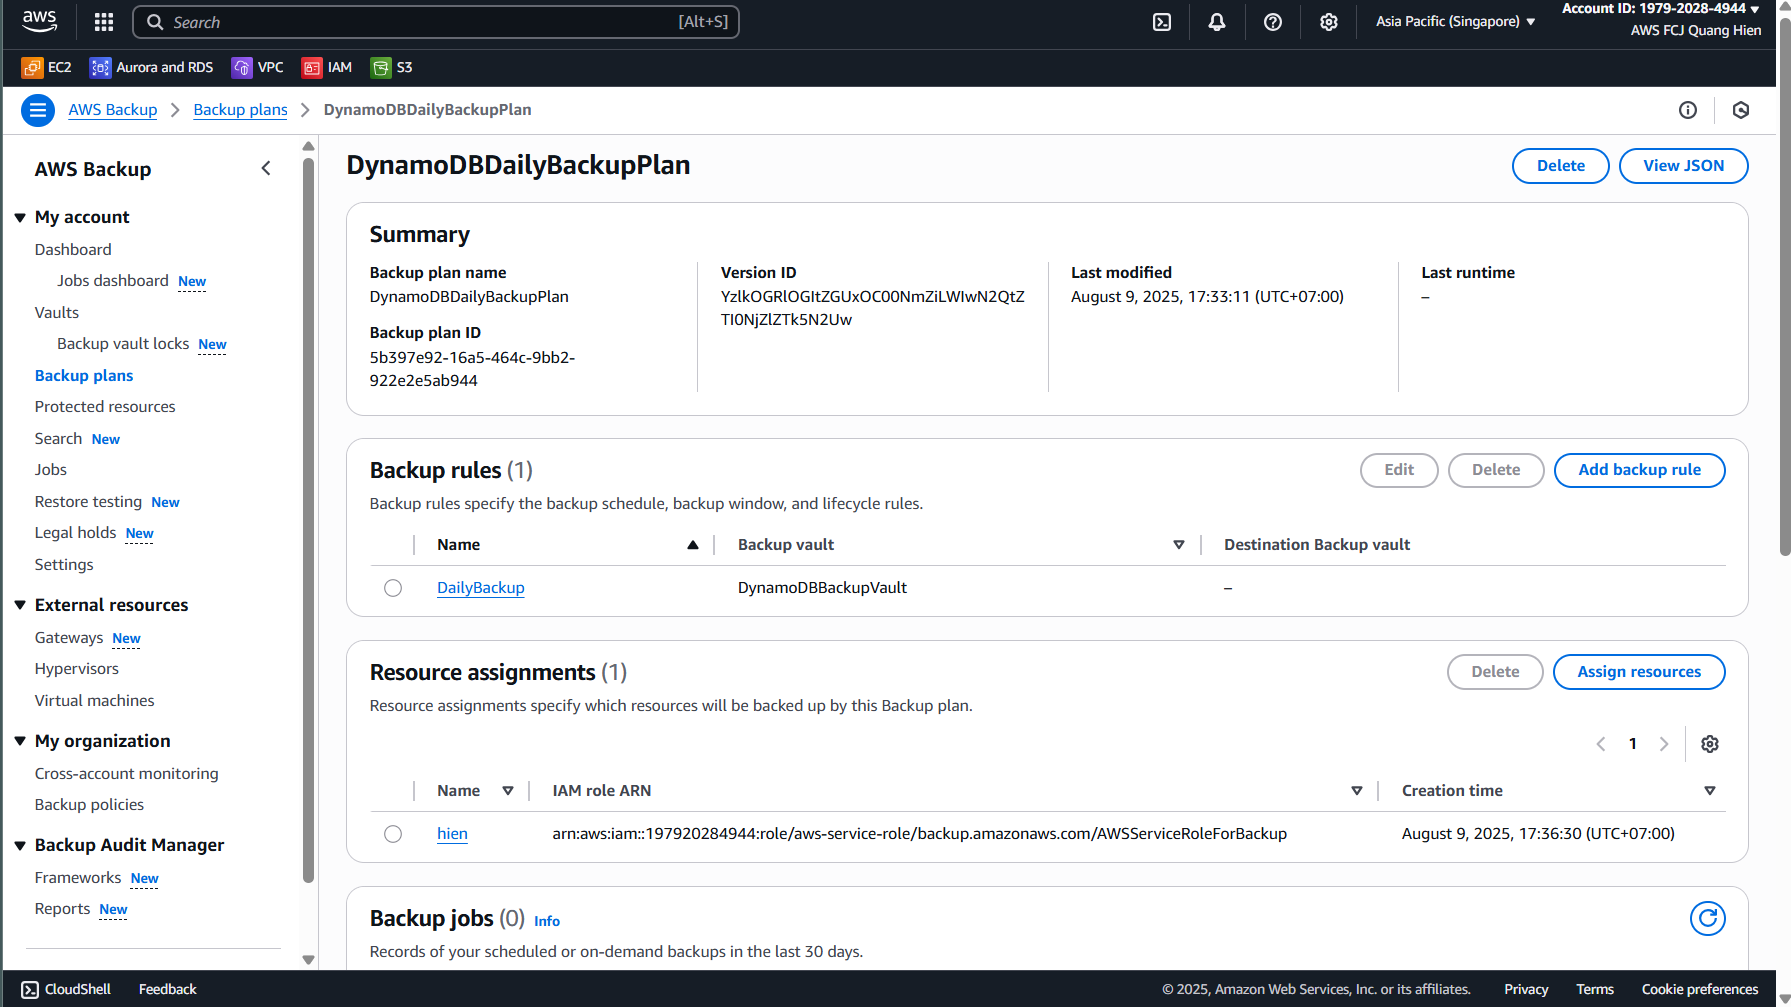 aws
Search [Alt+S]
Asia Pacific (Singapore) ▼
Account ID: 1979-2028-4944 ▼
AWS FCJ Quang Hien
EC2 Aurora and RDS VPC IAM S3
AWS Backup > Backup plans > DynamoDBDailyBackupPlan
AWS Backup
My account
Dashboard
Jobs dashboard New
Vaults
Backup vault locks New
Backup plans
Protected resources
Search New
Jobs
Restore testing New
Legal holds New
Settings
External resources
Gateways New
Hypervisors
Virtual machines
My organization
Cross-account monitoring
Backup policies
Backup Audit Manager
Frameworks New
Reports New
DynamoDBDailyBackupPlan
Delete View JSON
Summary
Backup plan name
DynamoDBDailyBackupPlan
Backup plan ID
5b397e92-16a5-464c-9bb2-
922e2e5ab944
Version ID
YzlkOGRlOGItZGUxOC00NmZiLWIwN2QtZ
TI0NjZlZTk5N2Uw
Last modified
August 9, 2025, 17:33:11 (UTC+07:00)
Last runtime
–
Backup rules (1)
Edit Delete Add backup rule
Backup rules specify the backup schedule, backup window, and lifecycle rules.
Name Backup vault Destination Backup vault
DailyBackup DynamoDBBackupVault –
Resource assignments (1)
Delete Assign resources
Resource assignments specify which resources will be backed up by this Backup plan.
1
Name IAM role ARN Creation time
hien arn:aws:iam::197920284944:role/aws-service-role/backup.amazonaws.com/AWSServiceRoleForBackup August 9, 2025, 17:36:30 (UTC+07:00)
Backup jobs (0) Info
Records of your scheduled or on-demand backups in the last 30 days.
CloudShell Feedback © 2025, Amazon Web Services, Inc. or its affiliates. Privacy Terms Cookie preferences